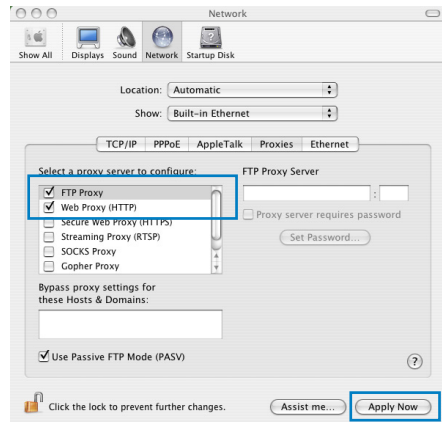 Network
Show All Displays Sound Network Startup Disk
Location: Automatic
Show: Built-in Ethernet
TCP/IP PPPoE AppleTalk Proxies Ethernet
Select a proxy server to configure: FTP Proxy Server
FTP Proxy
Web Proxy (HTTP) :
Secure Web Proxy (HTTPS) Proxy server requires password
Streaming Proxy (RTSP) Set Password...
SOCKS Proxy
Gopher Proxy
Bypass proxy settings for
these Hosts & Domains:
Use Passive FTP Mode (PASV) ?
Click the lock to prevent further changes. Assist me... Apply Now